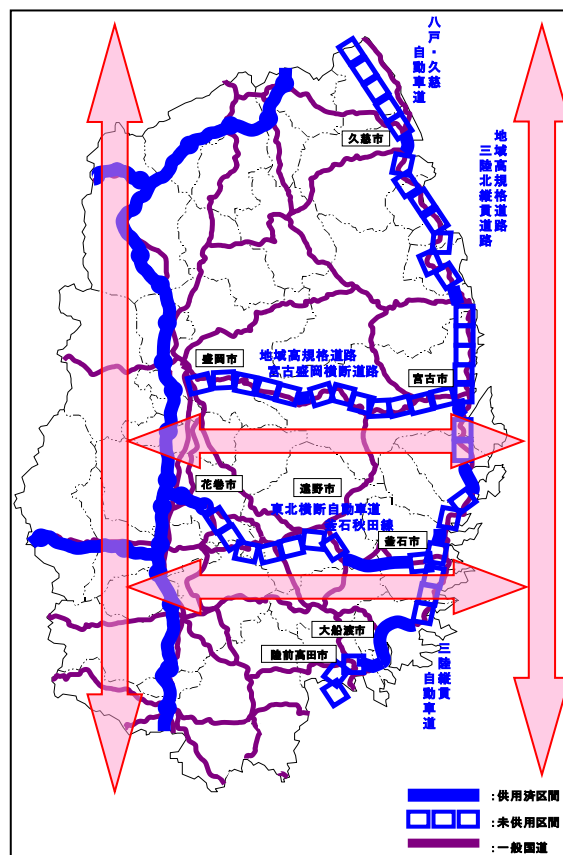 八戸・久慈
自動車道
久慈市
地域高規格道路
三陸北縦貫道路
盛岡市
地域高規格道路
宮古盛岡横断道路
宮古市
花巻市
遠野市
東北横断自動車道
釜石秋田線
釜石市
大船渡市
陸前高田市
三陸縦貫
自動車道
:供用済区間
:未供用区間
:一般国道